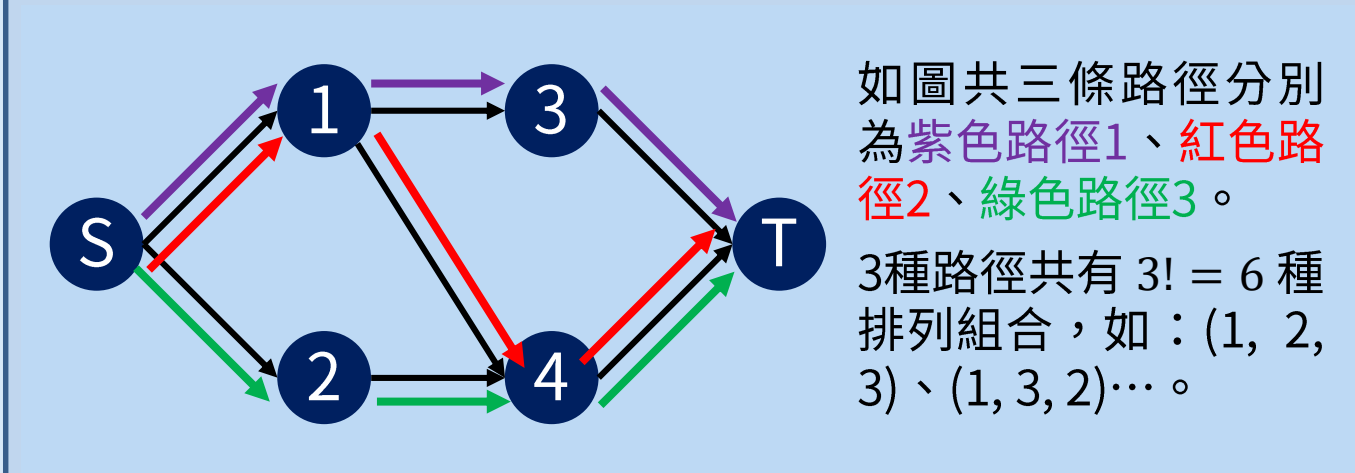 1
3
S
T
2
4
如圖共三條路徑分別
為紫色路徑1、紅色路
徑2、綠色路徑3。
3種路徑共有 3! = 6 種
排列組合，如：(1, 2,
3)、(1, 3, 2)⋯。